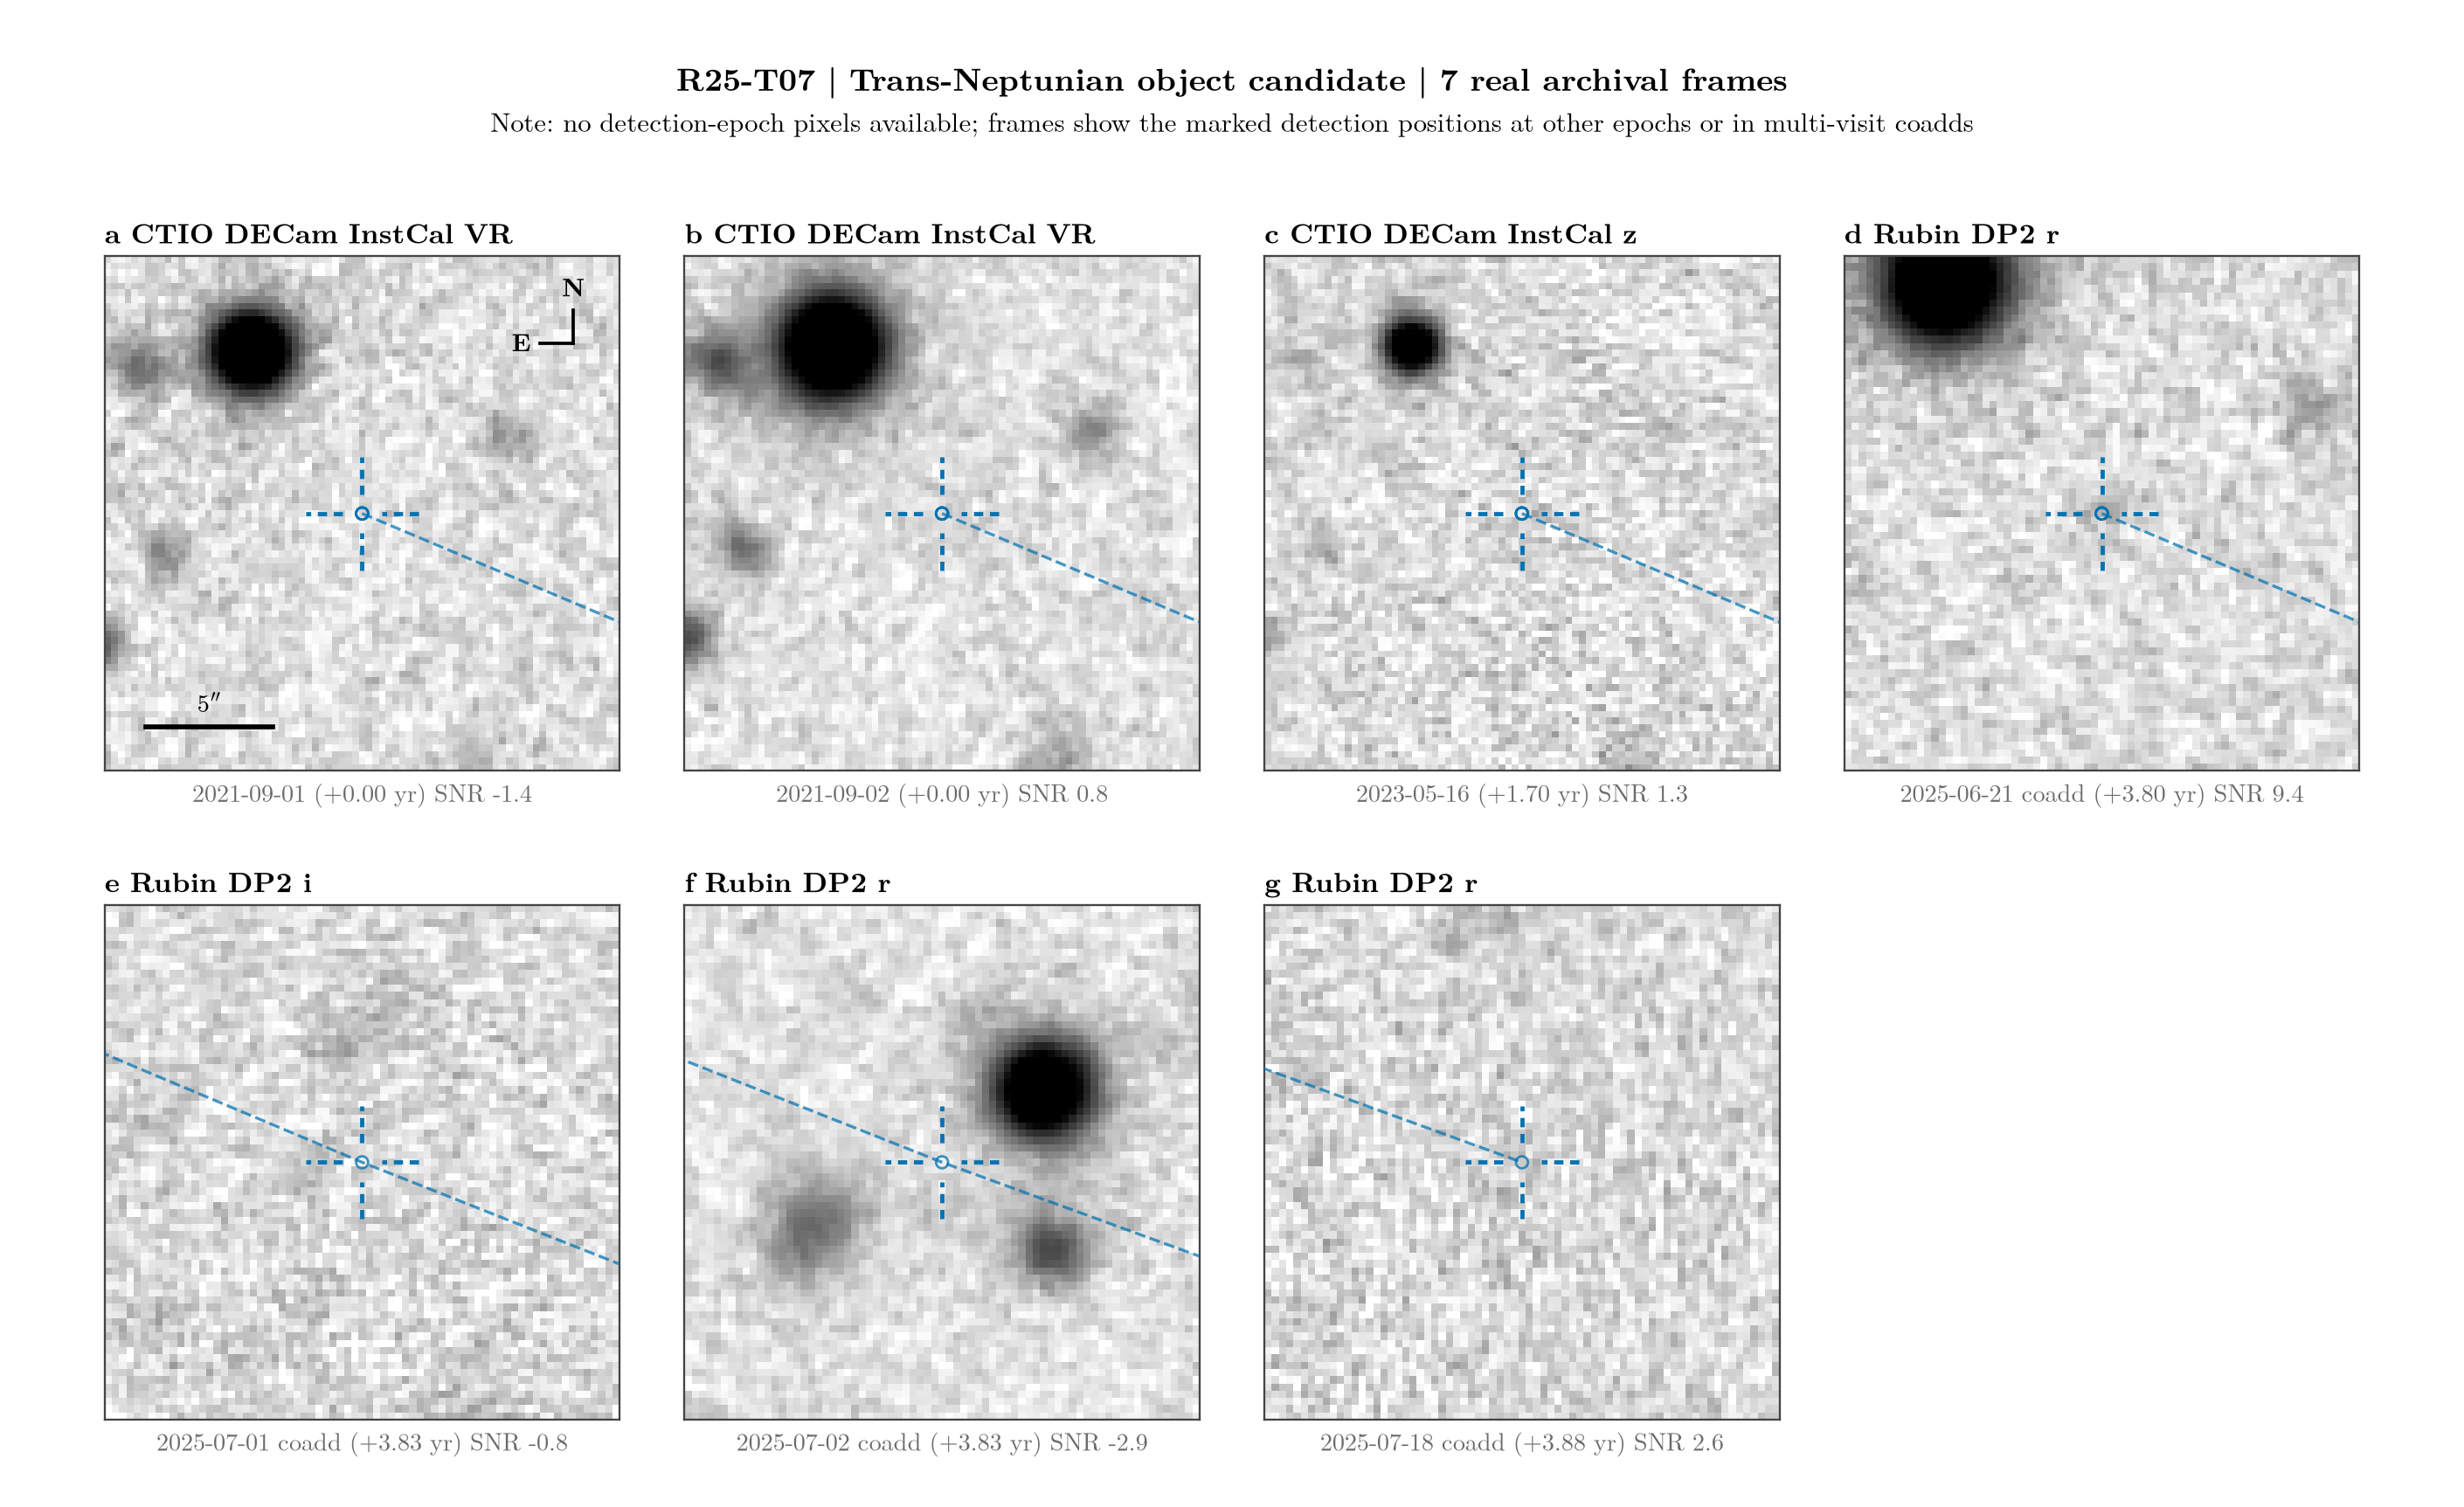 R25-T07 | Trans-Neptunian object candidate | 7 real archival frames
Note: no detection-epoch pixels available; frames show the marked detection positions at other epochs or in multi-visit coadds
a CTIO DECam InstCal VR
N
E
5″
2021-09-01 (+0.00 yr) SNR -1.4
b CTIO DECam InstCal VR
2021-09-02 (+0.00 yr) SNR 0.8
c CTIO DECam InstCal z
2023-05-16 (+1.70 yr) SNR 1.3
d Rubin DP2 r
2025-06-21 coadd (+3.80 yr) SNR 9.4
e Rubin DP2 i
2025-07-01 coadd (+3.83 yr) SNR -0.8
f Rubin DP2 r
2025-07-02 coadd (+3.83 yr) SNR -2.9
g Rubin DP2 r
2025-07-18 coadd (+3.88 yr) SNR 2.6